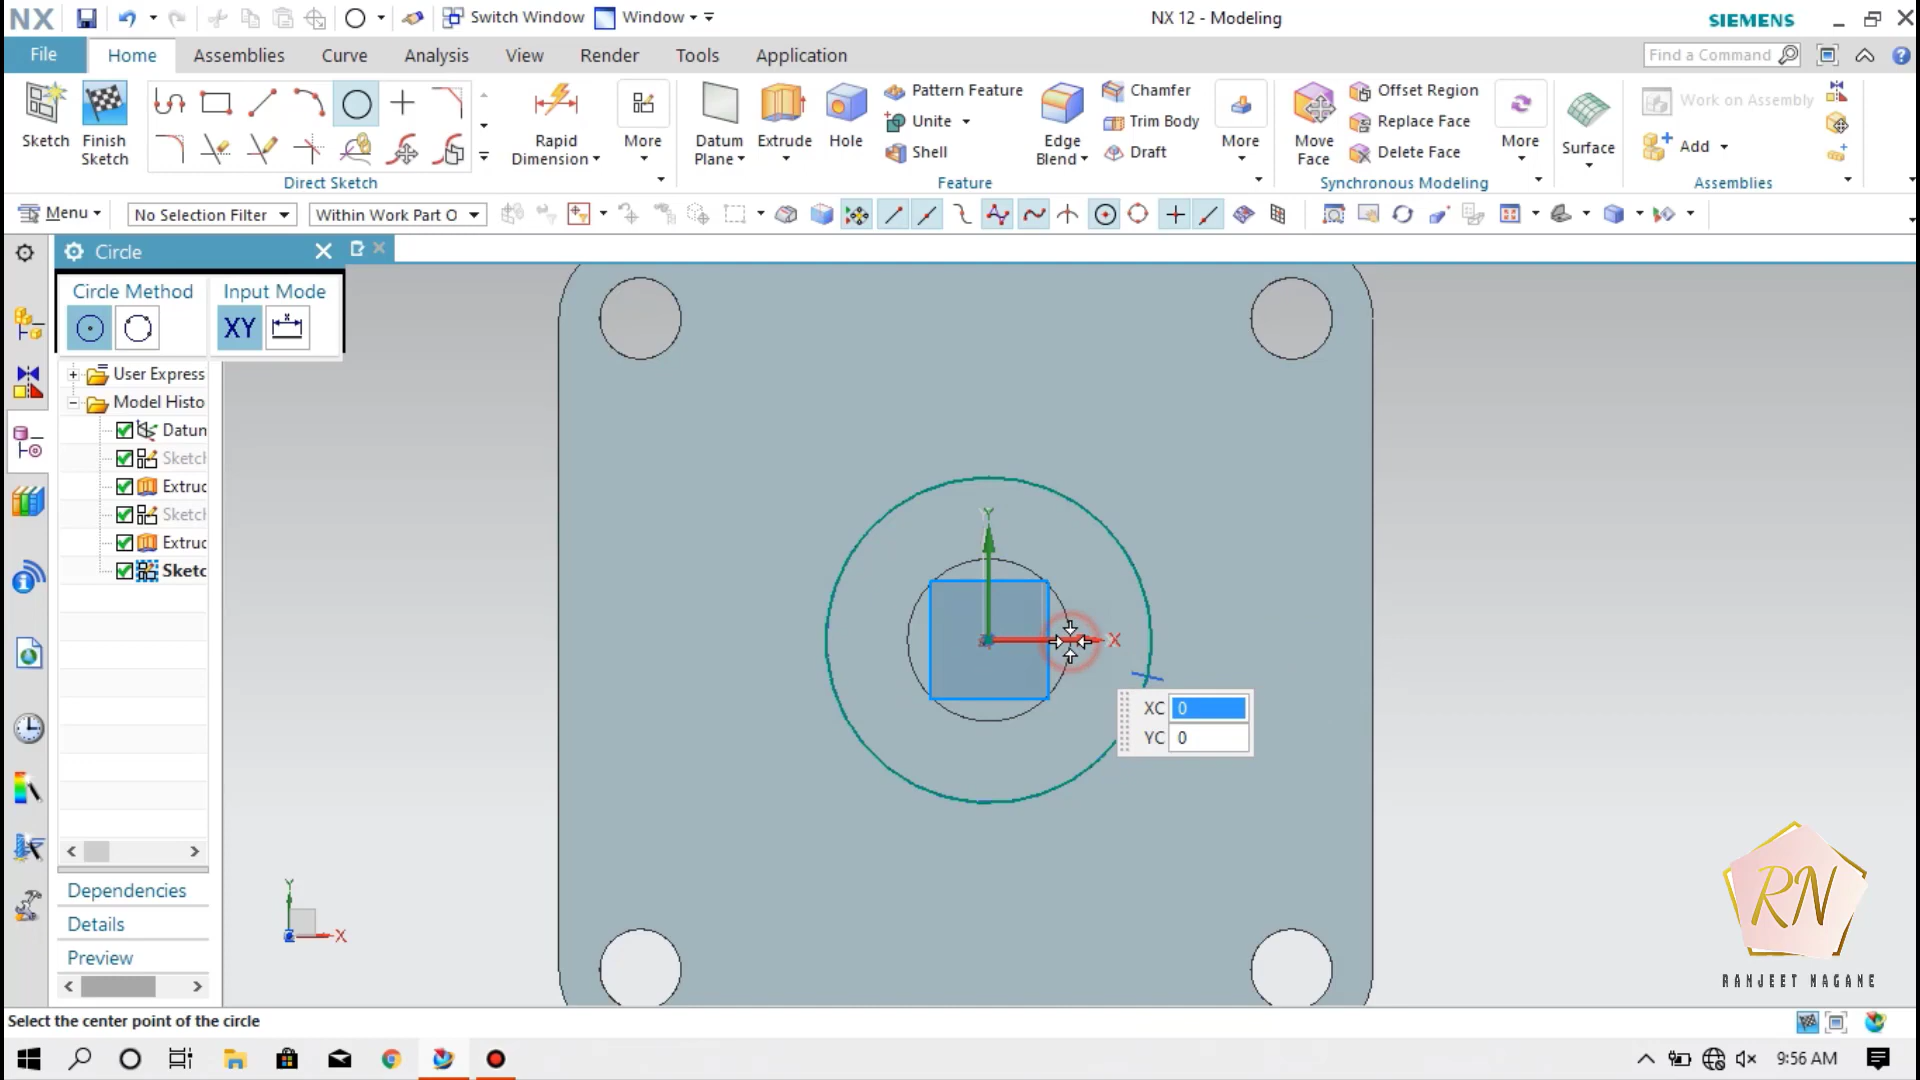 NX
Switch Window
Window
NX 12 - Modeling
SIEMENS
File
Home
Assemblies
Curve
Analysis
View
Render
Tools
Application
Find a Command
Sketch
Finish
Sketch
Rapid
Dimension
More
Direct Sketch
Datum
Plane
Extrude
Hole
Pattern Feature
Unite
Shell
Edge
Blend
Chamfer
Trim Body
Draft
More
Feature
Move
Face
Offset Region
Replace Face
Delete Face
More
Synchronous Modeling
Surface
Work on Assembly
Add
Assemblies
Menu
No Selection Filter
Within Work Part O
Circle
Circle Method
Input Mode
XY
User Express
Model Histo
Datun
Sketch
Extruc
Sketch
Extruc
Sketc
Dependencies
Details
Preview
Y
X
XC 0
YC 0
Y
X
RN
RANJEET NAGANE
Select the center point of the circle
9:56 AM